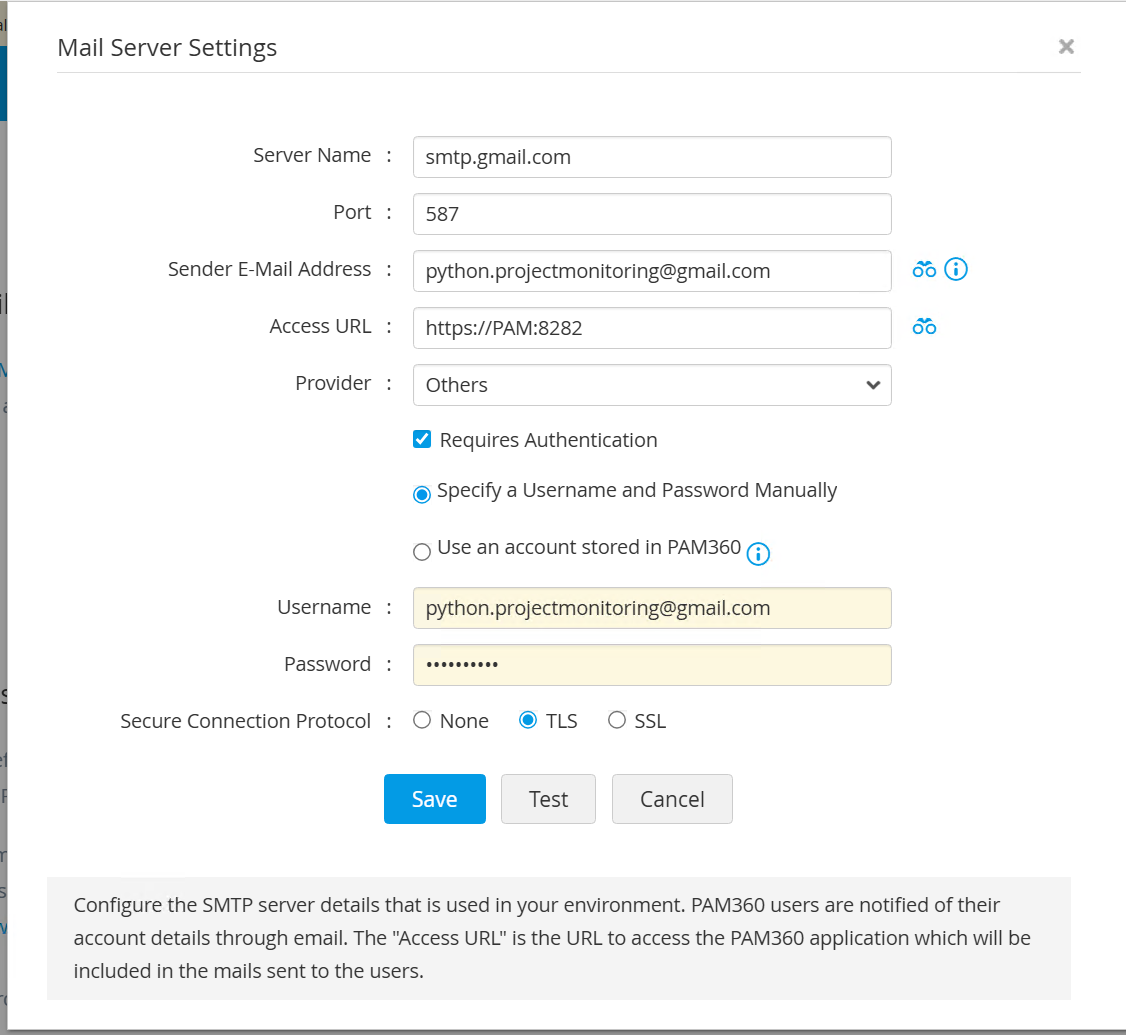 Mail Server Settings
Server Name : smtp.gmail.com
Port : 587
Sender E-Mail Address : python.projectmonitoring@gmail.com
Access URL : https://PAM:8282
Provider : Others
Requires Authentication
Specify a Username and Password Manually
Use an account stored in PAM360
Username : python.projectmonitoring@gmail.com
Password : ••••••••••
Secure Connection Protocol : None TLS SSL
Save Test Cancel
Configure the SMTP server details that is used in your environment. PAM360 users are notified of their
account details through email. The "Access URL" is the URL to access the PAM360 application which will be
included in the mails sent to the users.